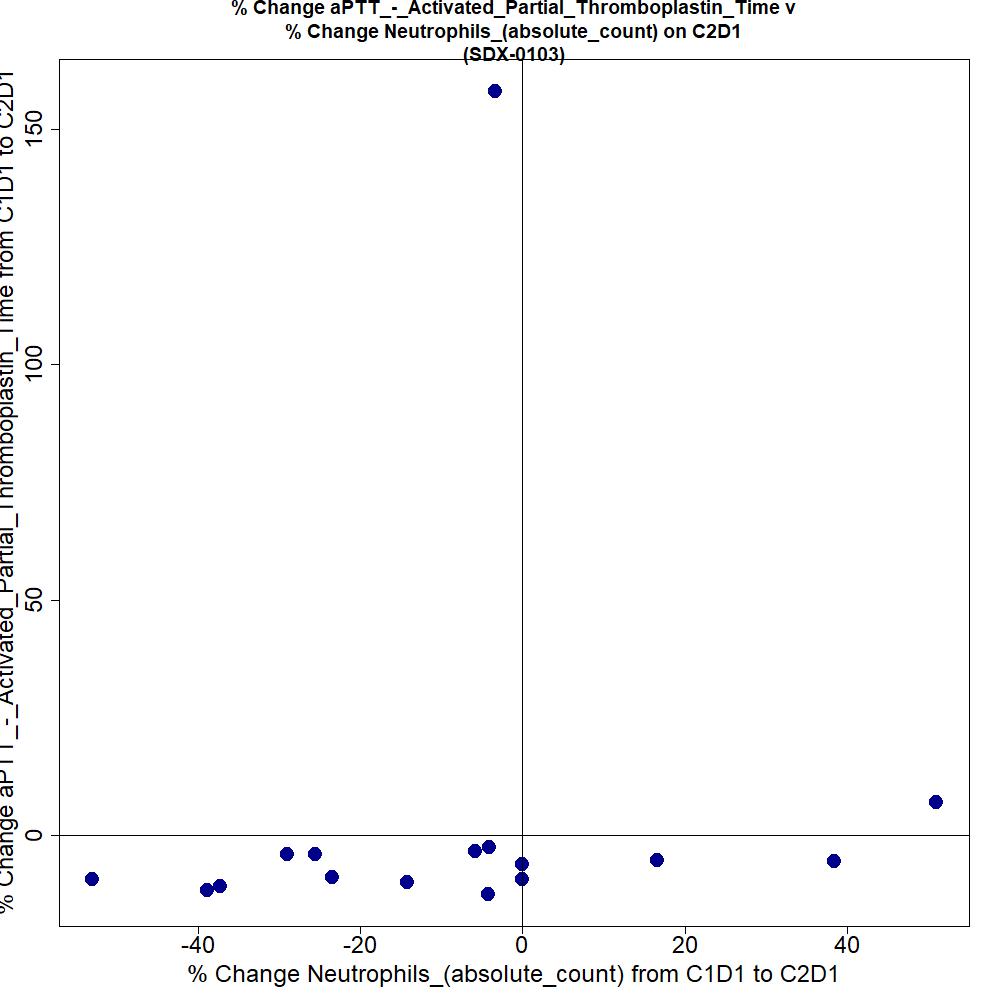 % Change aPTT_-_Activated_Partial_Thromboplastin_Time v
% Change Neutrophils_(absolute_count) on C2D1
(SDX-0103)
% Change aPTT_-_Activated_Partial_Thromboplastin_Time from C1D1 to C2D1
150
100
50
0
-40 -20 0 20 40
% Change Neutrophils_(absolute_count) from C1D1 to C2D1